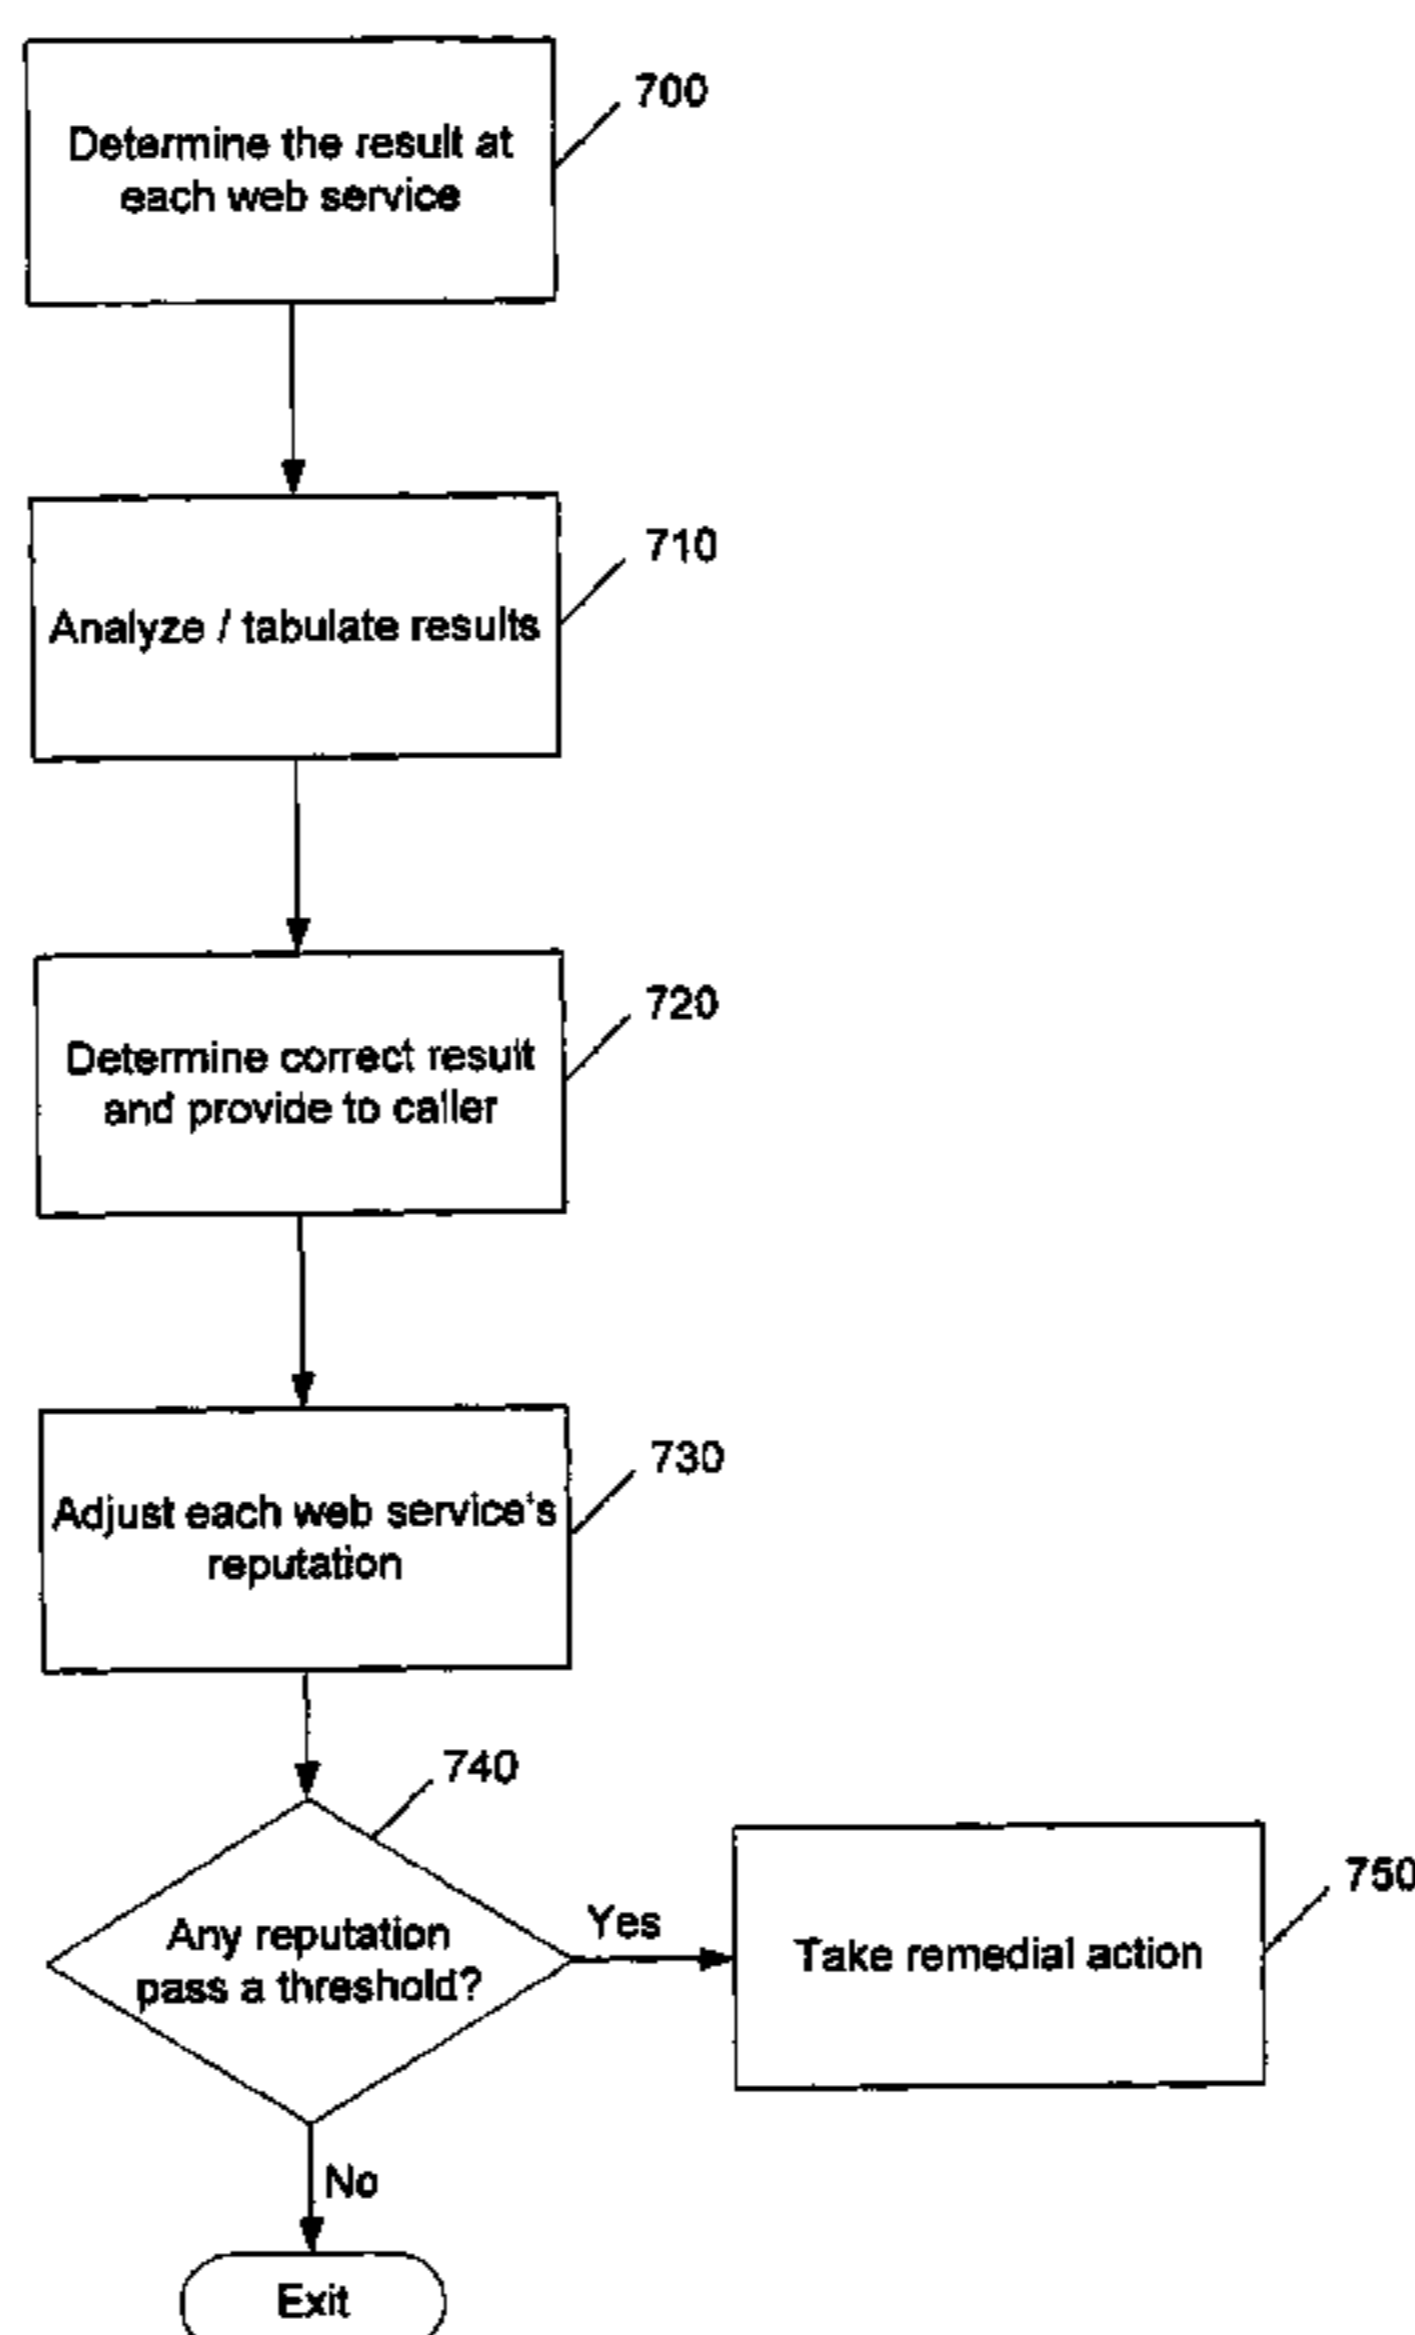 700
Determine the result at
each web service
710
Analyze / tabulate results
720
Determine correct result
and provide to caller
730
Adjust each web service's
reputation
740
Any reputation
pass a threshold?
Yes
750
Take remedial action
No
Exit